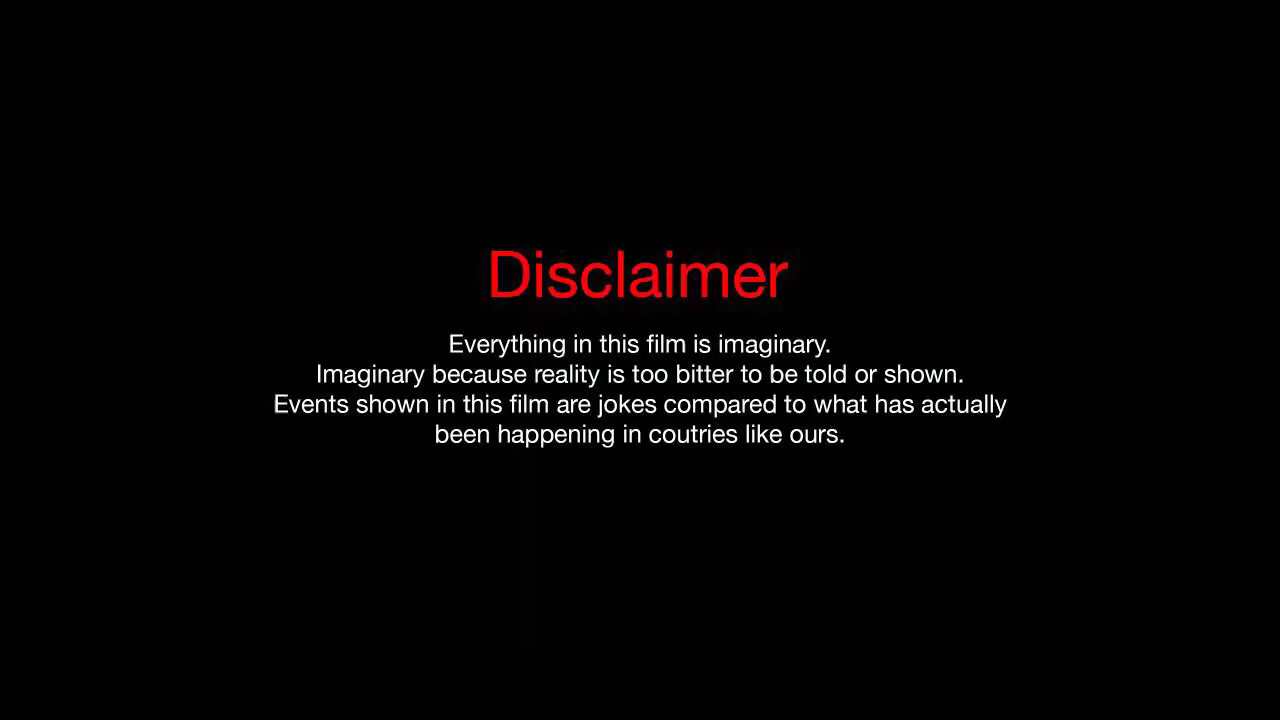 Disclaimer
Everything in this film is imaginary.
Imaginary because reality is too bitter to be told or shown.
Events shown in this film are jokes compared to what has actually
been happening in coutries like ours.